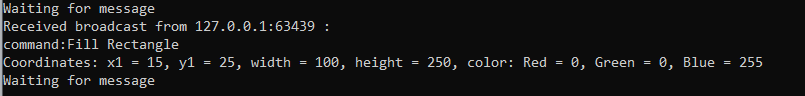 Waiting for message
Received broadcast from 127.0.0.1:63439 :
command:Fill Rectangle
Coordinates: x1 = 15, y1 = 25, width = 100, height = 250, color: Red = 0, Green = 0, Blue = 255
Waiting for message